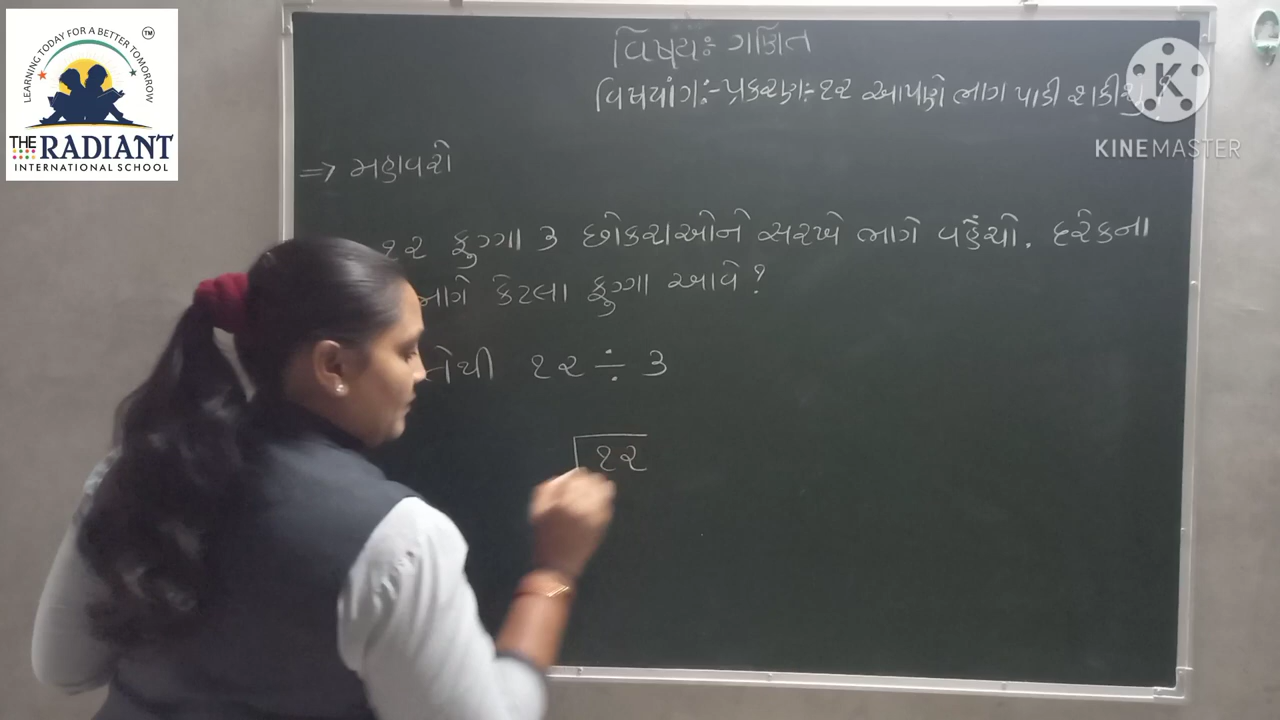 LEARNING TODAY FOR A BETTER TOMORROW
TM
THE RADIANT
INTERNATIONAL SCHOOL
વિષય:- ગણિત
વિષયાંગ:- પ્રકરણ:- ૧૨ આપણે ભાગ પાડી શકીશું ?
K
KINEMASTER
=> મહાવરો
૧૨ ફુગ્ગા ૩ છોકરાઓને સરખે ભાગે વહેંચો. દરેકના
ભાગે કેટલા ફુગ્ગા આવે ?
તેથી ૧૨ ÷ ૩
૧૨